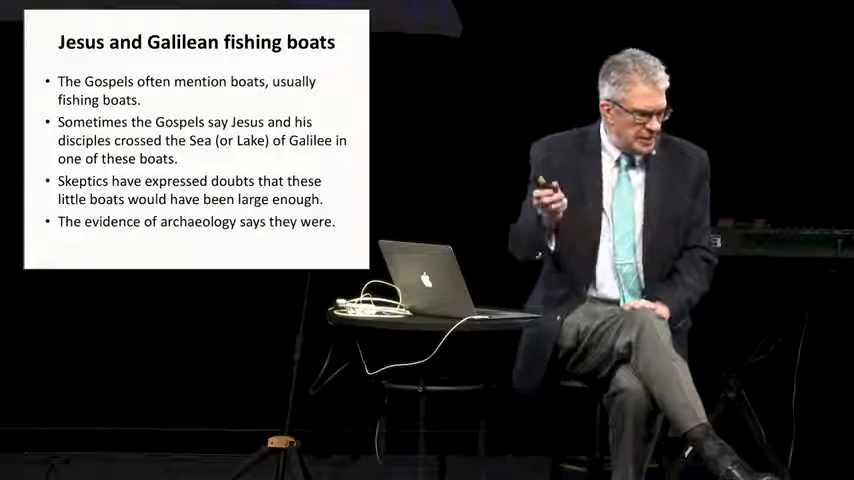 Jesus and Galilean fishing boats
• The Gospels often mention boats, usually
fishing boats.
• Sometimes the Gospels say Jesus and his
disciples crossed the Sea (or Lake) of Galilee in
one of these boats.
• Skeptics have expressed doubts that these
little boats would have been large enough.
• The evidence of archaeology says they were.